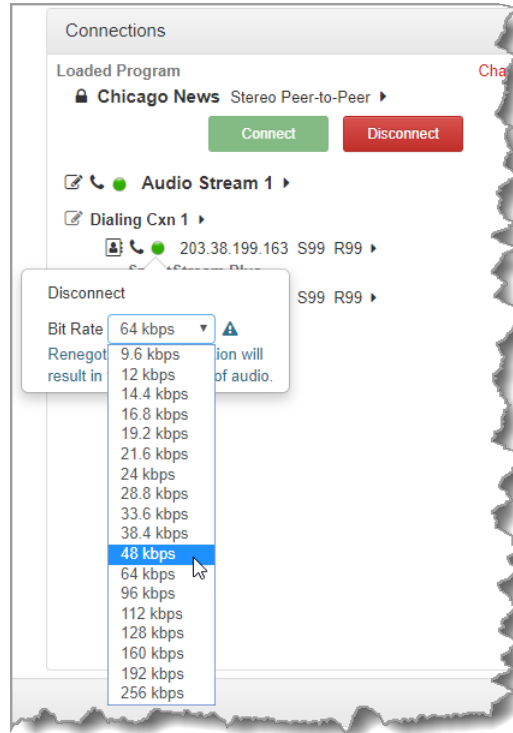 Connections
Loaded Program Cha
Chicago News Stereo Peer-to-Peer
Connect Disconnect
Audio Stream 1
Dialing Cxn 1
203.38.199.163 S99 R99
Disconnect
S99 R99
Bit Rate 64 kbps
Renegot ion will
result in of audio.
9.6 kbps
12 kbps
14.4 kbps
16.8 kbps
19.2 kbps
21.6 kbps
24 kbps
28.8 kbps
33.6 kbps
38.4 kbps
48 kbps
64 kbps
96 kbps
112 kbps
128 kbps
160 kbps
192 kbps
256 kbps